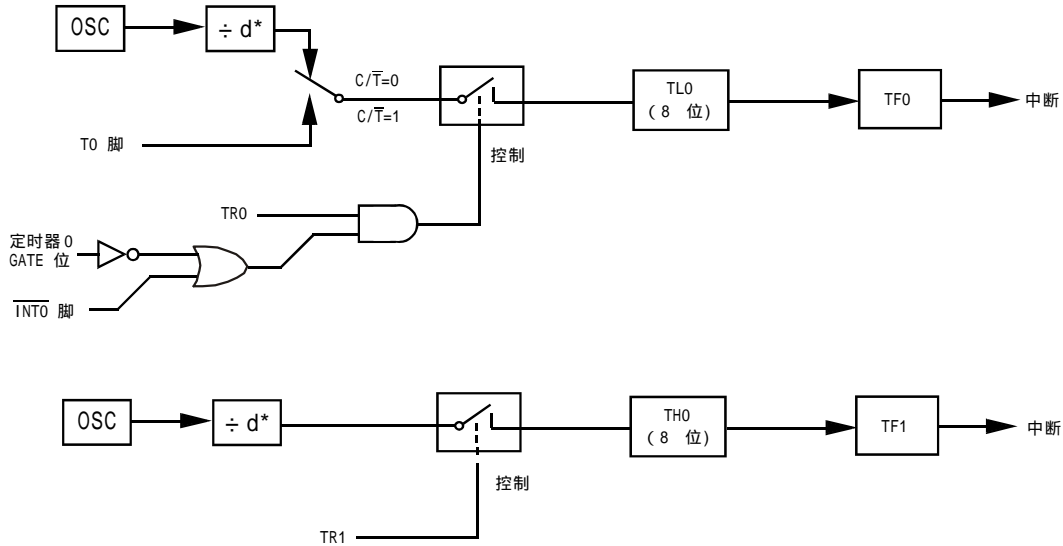 OSC
÷ d*
C/T̅=0
C/T̅=1
T0 脚
TL0
(8 位)
TF0
中断
控制
TR0
定时器0
GATE 位
I̅N̅T̅0̅ 脚
OSC
÷ d*
TH0
(8 位)
TF1
中断
控制
TR1